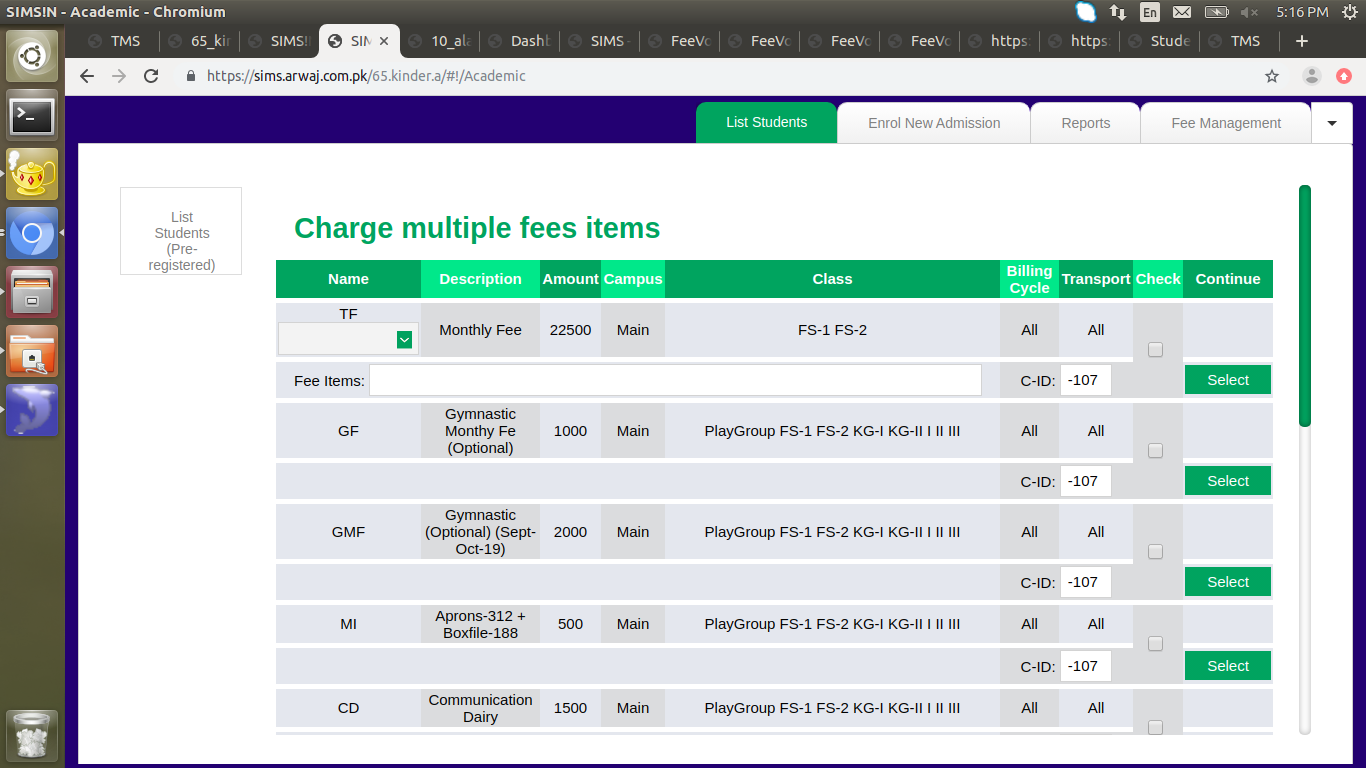 SIMS!N - Academic - Chromium
En
5:16 PM
TMS
65_kir
SIMS!
SIM
10_ala
Dashb
SIMS -
FeeVo
FeeVo
FeeVo
FeeVo
https:
https:
Stude
TMS
https://sims.arwaj.com.pk/65.kinder.a/#!/Academic
List Students
Enrol New Admission
Reports
Fee Management
List
Students
(Pre-
registered)
Charge multiple fees items
Name Description Amount Campus Class Billing Cycle Transport Check Continue
TF Monthly Fee 22500 Main FS-1 FS-2 All All
Fee Items: C-ID: -107 Select
GF Gymnastic Monthy Fe (Optional) 1000 Main PlayGroup FS-1 FS-2 KG-I KG-II I II III All All
C-ID: -107 Select
GMF Gymnastic (Optional) (Sept-Oct-19) 2000 Main PlayGroup FS-1 FS-2 KG-I KG-II I II III All All
C-ID: -107 Select
MI Aprons-312 + Boxfile-188 500 Main PlayGroup FS-1 FS-2 KG-I KG-II I II III All All
C-ID: -107 Select
CD Communication Dairy 1500 Main PlayGroup FS-1 FS-2 KG-I KG-II I II III All All